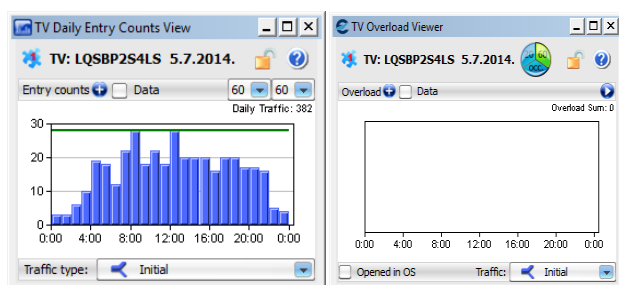 TV Daily Entry Counts View
TV: LQSBP2S4LS 5.7.2014.
Entry counts Data 60 60
Daily Traffic: 382
30
20
10
0
0:00 4:00 8:00 12:00 16:00 20:00 0:00
Traffic type: Initial
TV Overload Viewer
TV: LQSBP2S4LS 5.7.2014.
OCC
Overload Data
Overload Sum: 0
0:00 4:00 8:00 12:00 16:00 20:00 0:00
Opened in OS Traffic: Initial